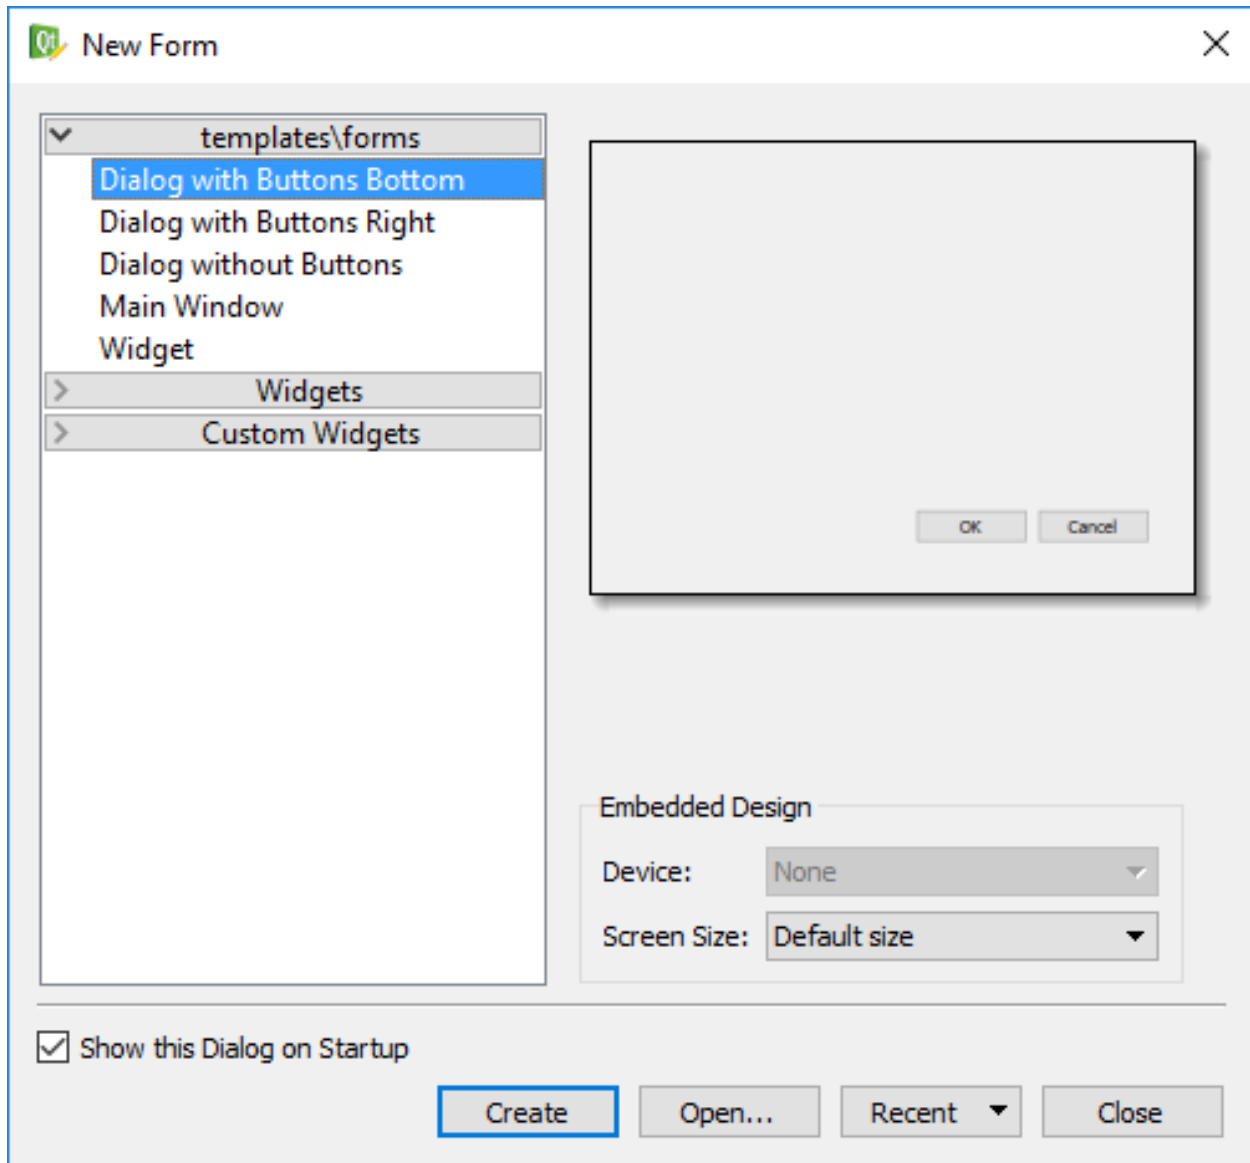 Qt New Form
templates\forms
Dialog with Buttons Bottom
Dialog with Buttons Right
Dialog without Buttons
Main Window
Widget
Widgets
Custom Widgets
OK Cancel
Embedded Design
Device: None
Screen Size: Default size
Show this Dialog on Startup
Create Open... Recent Close